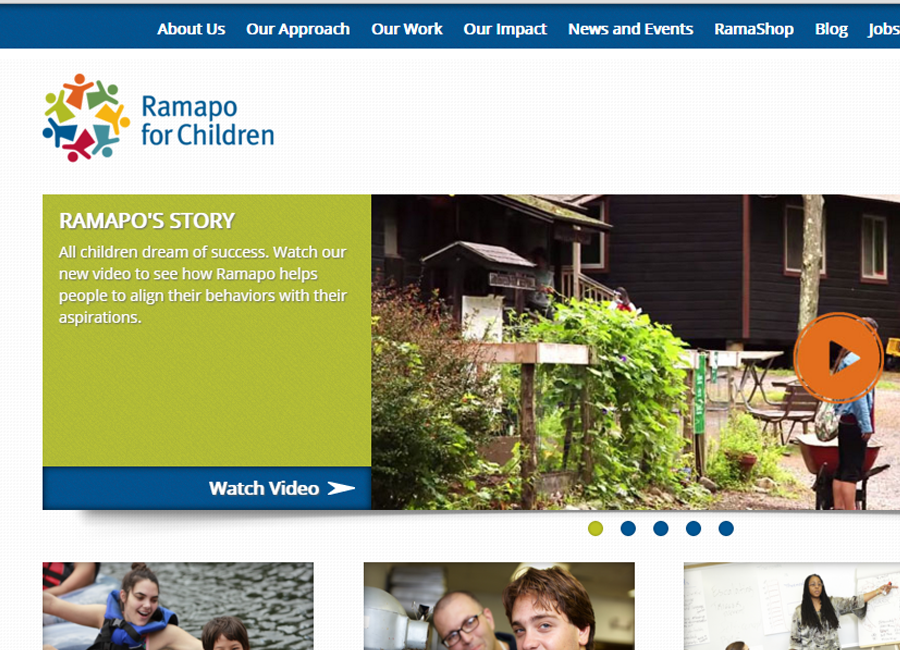 About Us Our Approach Our Work Our Impact News and Events RamaShop Blog Jobs
Ramapo
for Children
RAMAPO'S STORY
All children dream of success. Watch our
new video to see how Ramapo helps
people to align their behaviors with their
aspirations.
Watch Video